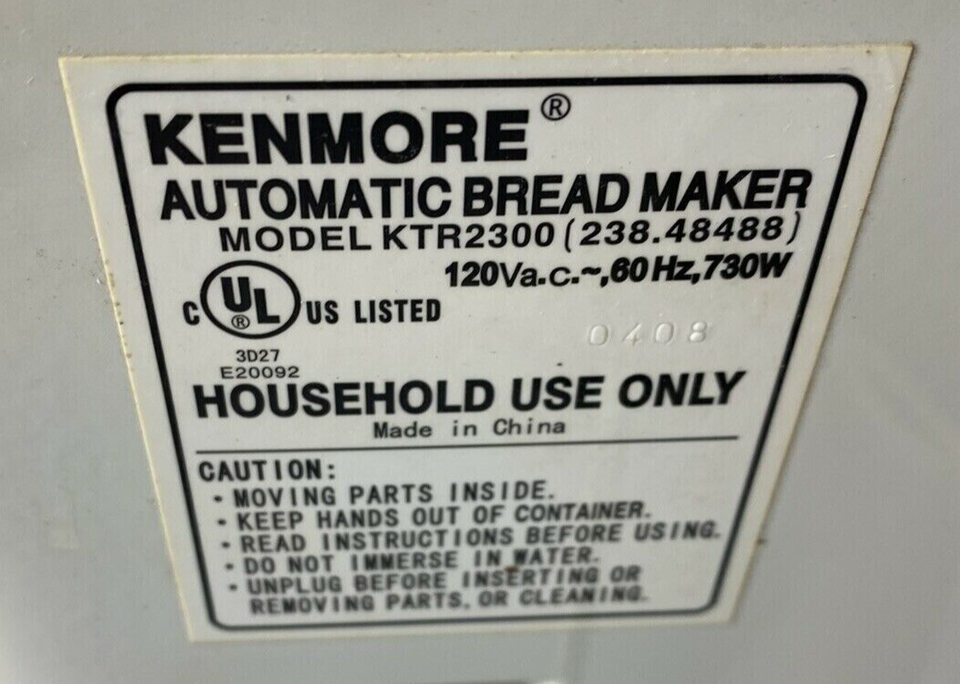 KENMORE®
AUTOMATIC BREAD MAKER
MODEL KTR2300 (238.48488)
120Va.c.~,60Hz,730W
C UL® US LISTED
0408
3D27
E20092
HOUSEHOLD USE ONLY
Made in China
CAUTION:
· MOVING PARTS INSIDE.
· KEEP HANDS OUT OF CONTAINER.
· READ INSTRUCTIONS BEFORE USING.
· DO NOT IMMERSE IN WATER.
· UNPLUG BEFORE INSERTING OR
REMOVING PARTS, OR CLEANING.